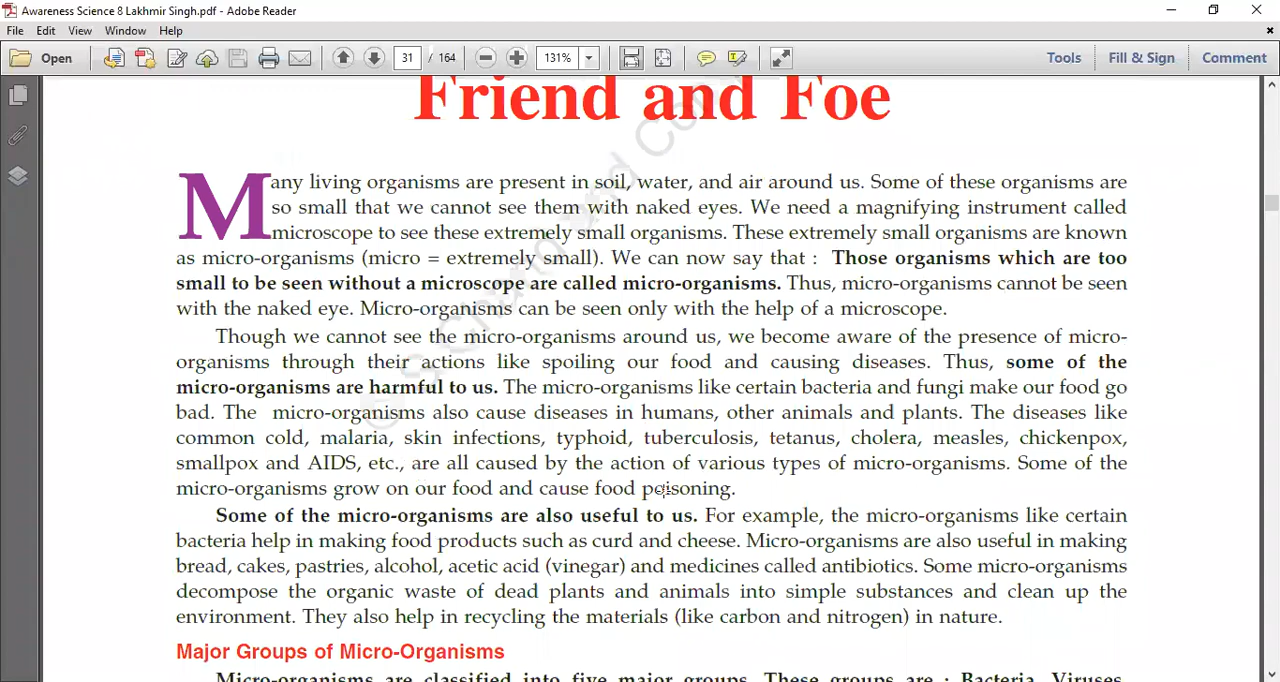 Awareness Science 8 Lakhmir Singh.pdf - Adobe Reader
File Edit View Window Help
Open 31 / 164 131% Tools Fill & Sign Comment
Friend and Foe
Many living organisms are present in soil, water, and air around us. Some of these organisms are
so small that we cannot see them with naked eyes. We need a magnifying instrument called
microscope to see these extremely small organisms. These extremely small organisms are known
as micro-organisms (micro = extremely small). We can now say that : Those organisms which are too
small to be seen without a microscope are called micro-organisms. Thus, micro-organisms cannot be seen
with the naked eye. Micro-organisms can be seen only with the help of a microscope.
Though we cannot see the micro-organisms around us, we become aware of the presence of micro-
organisms through their actions like spoiling our food and causing diseases. Thus, some of the
micro-organisms are harmful to us. The micro-organisms like certain bacteria and fungi make our food go
bad. The micro-organisms also cause diseases in humans, other animals and plants. The diseases like
common cold, malaria, skin infections, typhoid, tuberculosis, tetanus, cholera, measles, chickenpox,
smallpox and AIDS, etc., are all caused by the action of various types of micro-organisms. Some of the
micro-organisms grow on our food and cause food poisoning.
Some of the micro-organisms are also useful to us. For example, the micro-organisms like certain
bacteria help in making food products such as curd and cheese. Micro-organisms are also useful in making
bread, cakes, pastries, alcohol, acetic acid (vinegar) and medicines called antibiotics. Some micro-organisms
decompose the organic waste of dead plants and animals into simple substances and clean up the
environment. They also help in recycling the materials (like carbon and nitrogen) in nature.
Major Groups of Micro-Organisms
Micro-organisms are classified into five major groups. These groups are : Bacteria, Viruses,